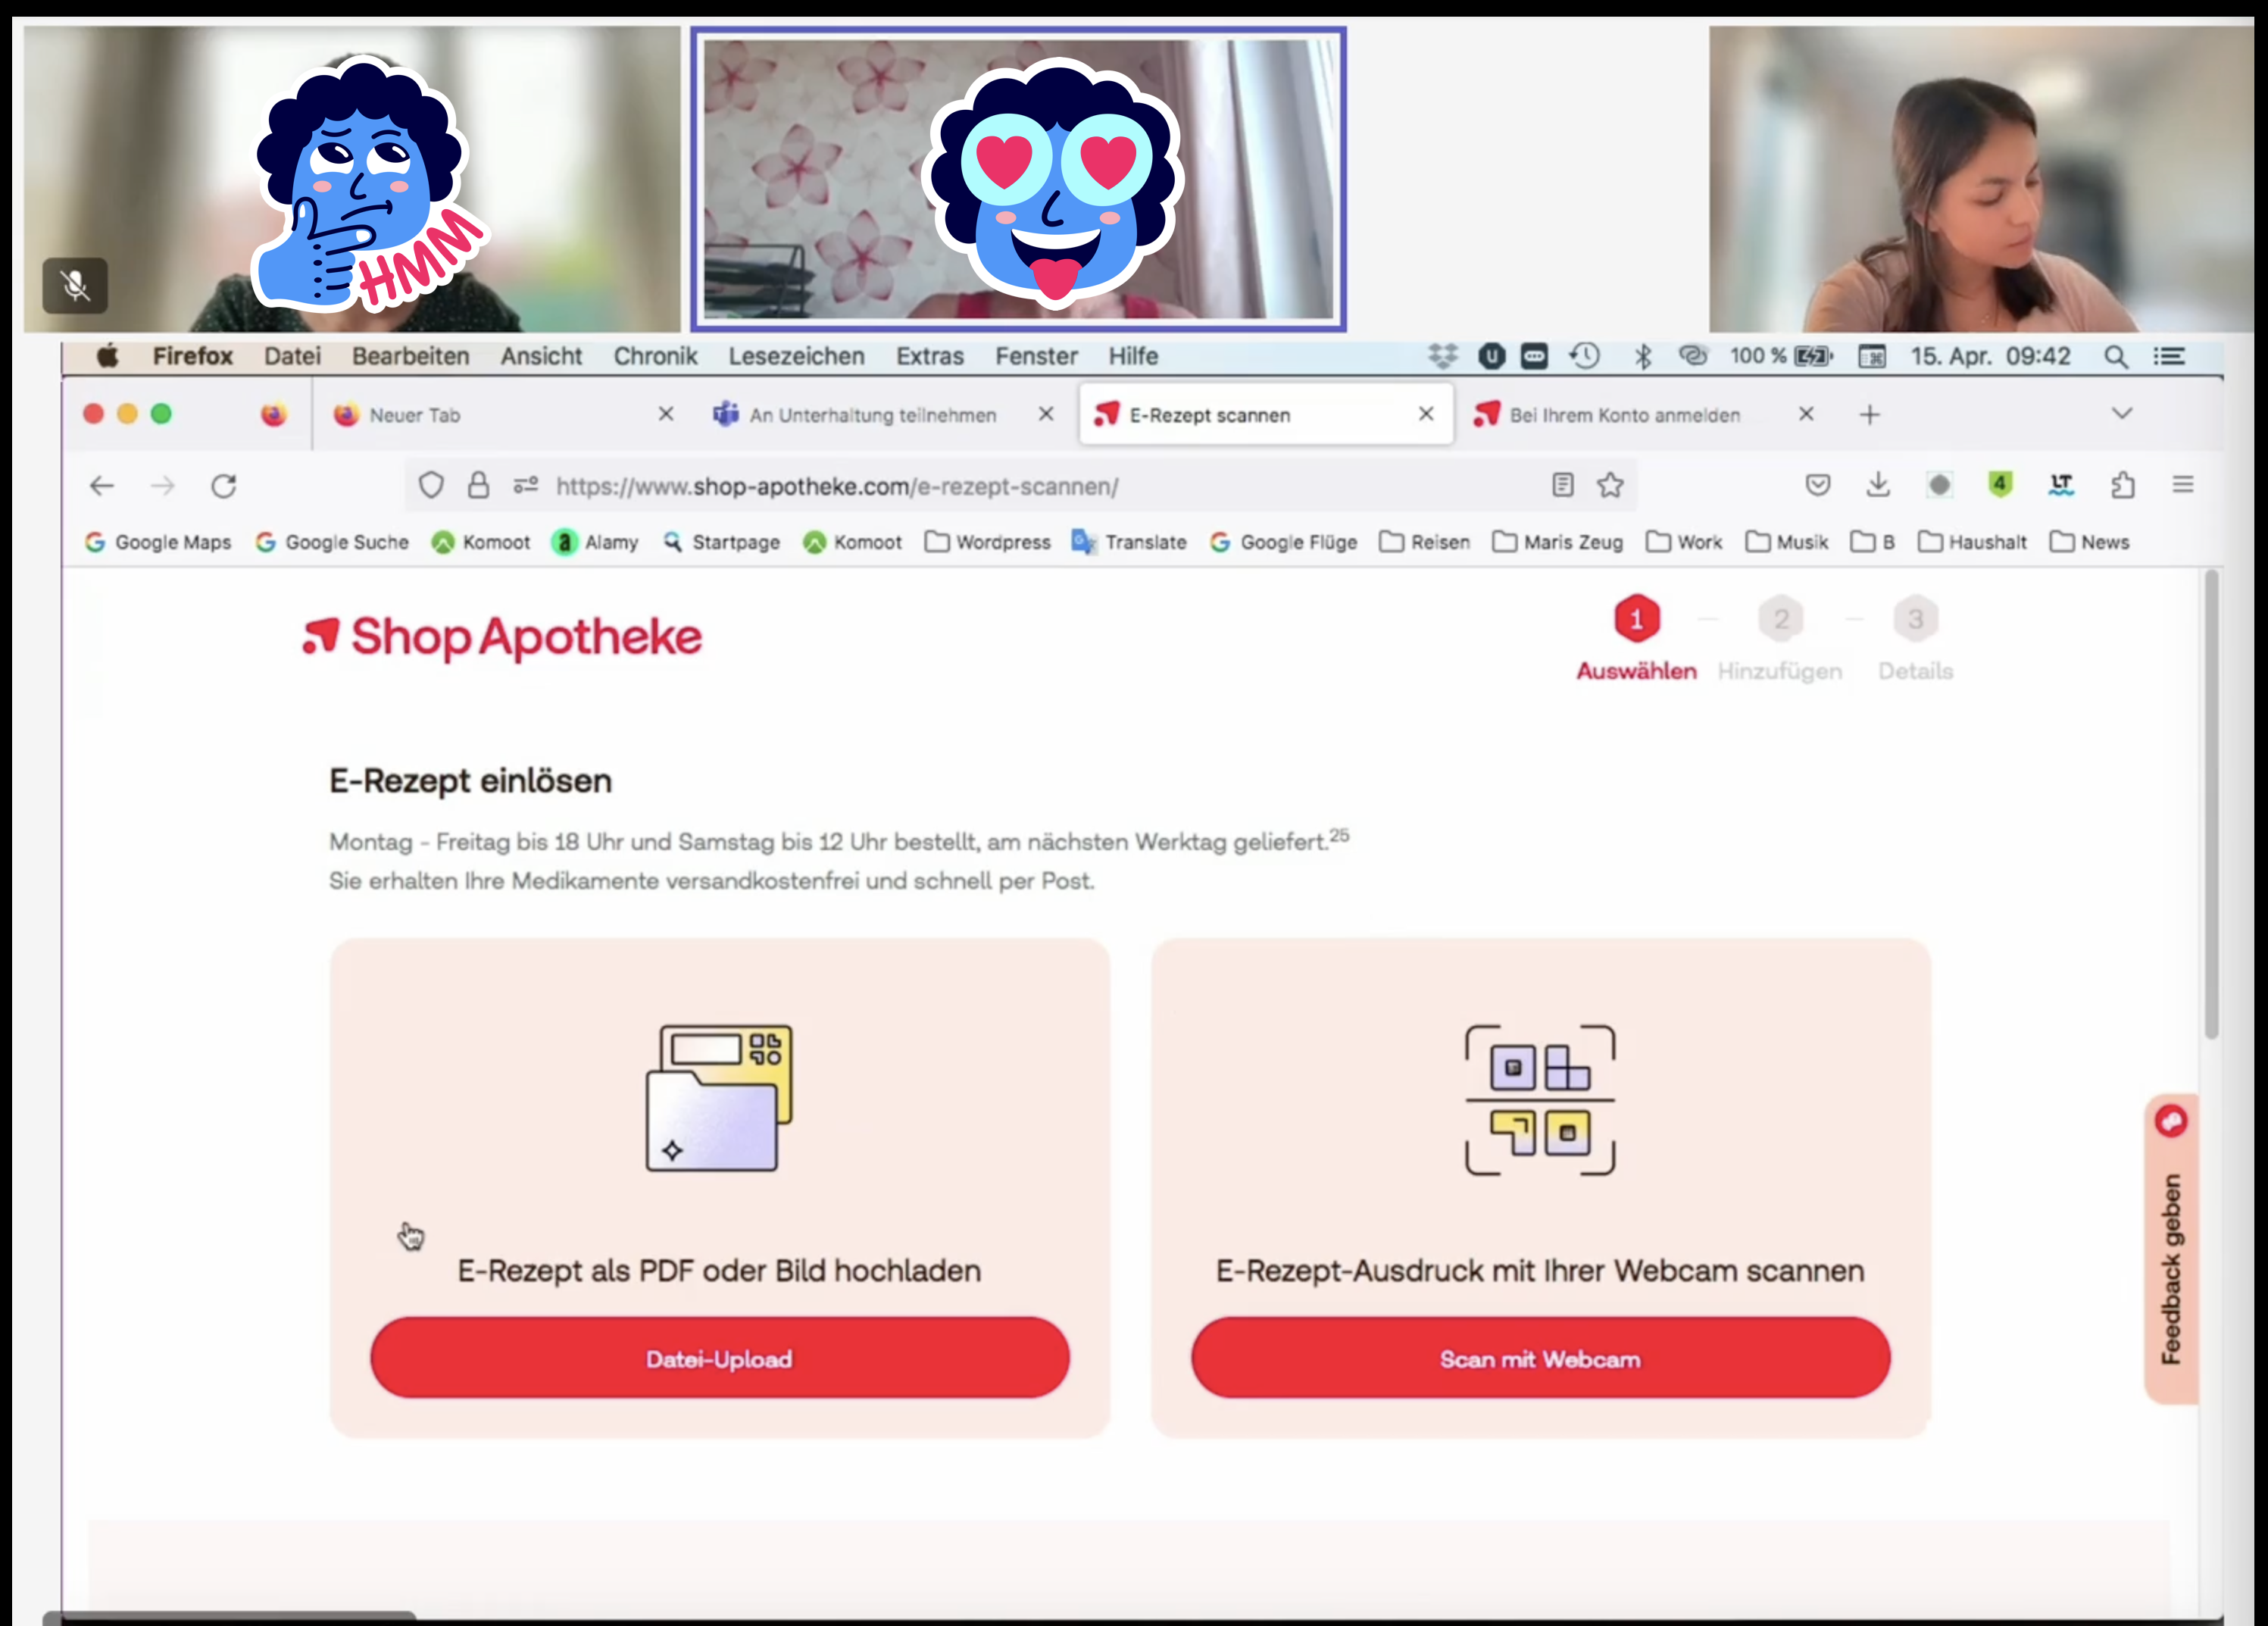 HMM
Firefox Datei Bearbeiten Ansicht Chronik Lesezeichen Extras Fenster Hilfe 100 % 15. Apr. 09:42
Neuer Tab An Unterhaltung teilnehmen E-Rezept scannen Bei Ihrem Konto anmelden
https://www.shop-apotheke.com/e-rezept-scannen/ 4 LT
Google Maps Google Suche Komoot a Alamy Startpage Komoot Wordpress Translate Google Flüge Reisen Maris Zeug Work Musik B Haushalt News
Shop Apotheke
1 2 3
Auswählen Hinzufügen Details
E-Rezept einlösen
Montag - Freitag bis 18 Uhr und Samstag bis 12 Uhr bestellt, am nächsten Werktag geliefert.25
Sie erhalten Ihre Medikamente versandkostenfrei und schnell per Post.
E-Rezept als PDF oder Bild hochladen
Datei-Upload
E-Rezept-Ausdruck mit Ihrer Webcam scannen
Scan mit Webcam
Feedback geben